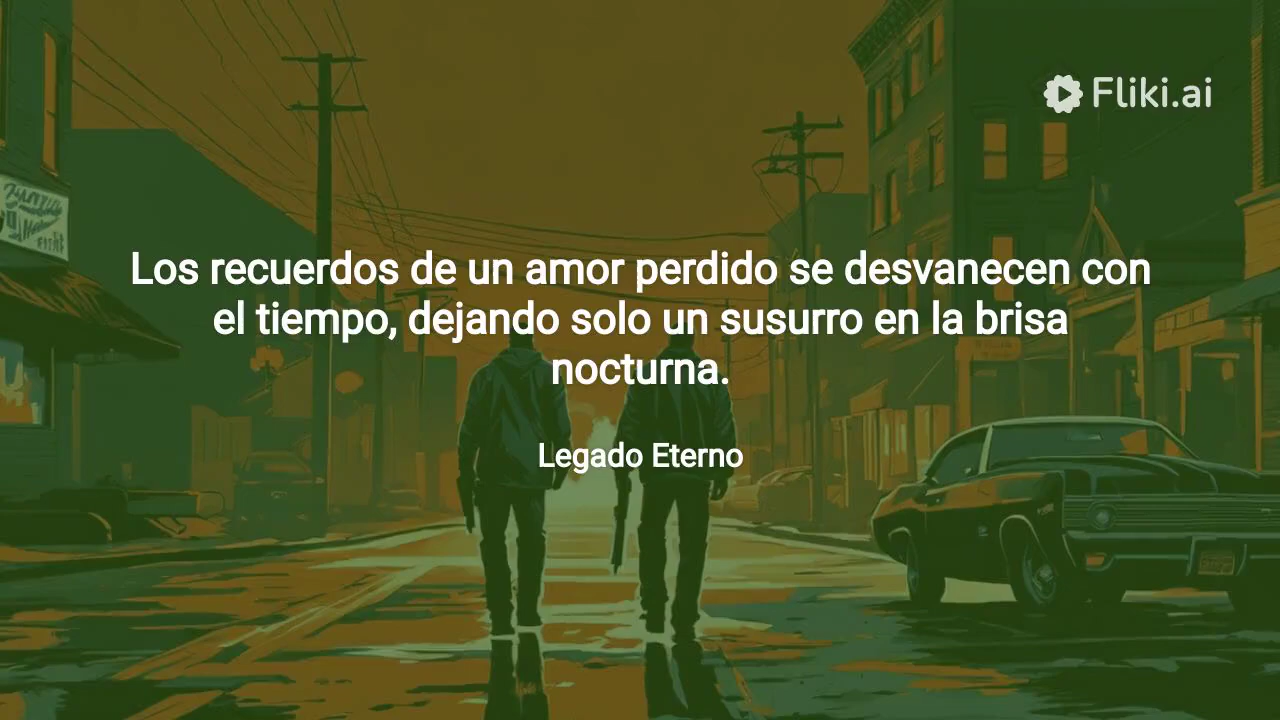 Fliki.ai
Los recuerdos de un amor perdido se desvanecen con
el tiempo, dejando solo un susurro en la brisa
nocturna.
Legado Eterno